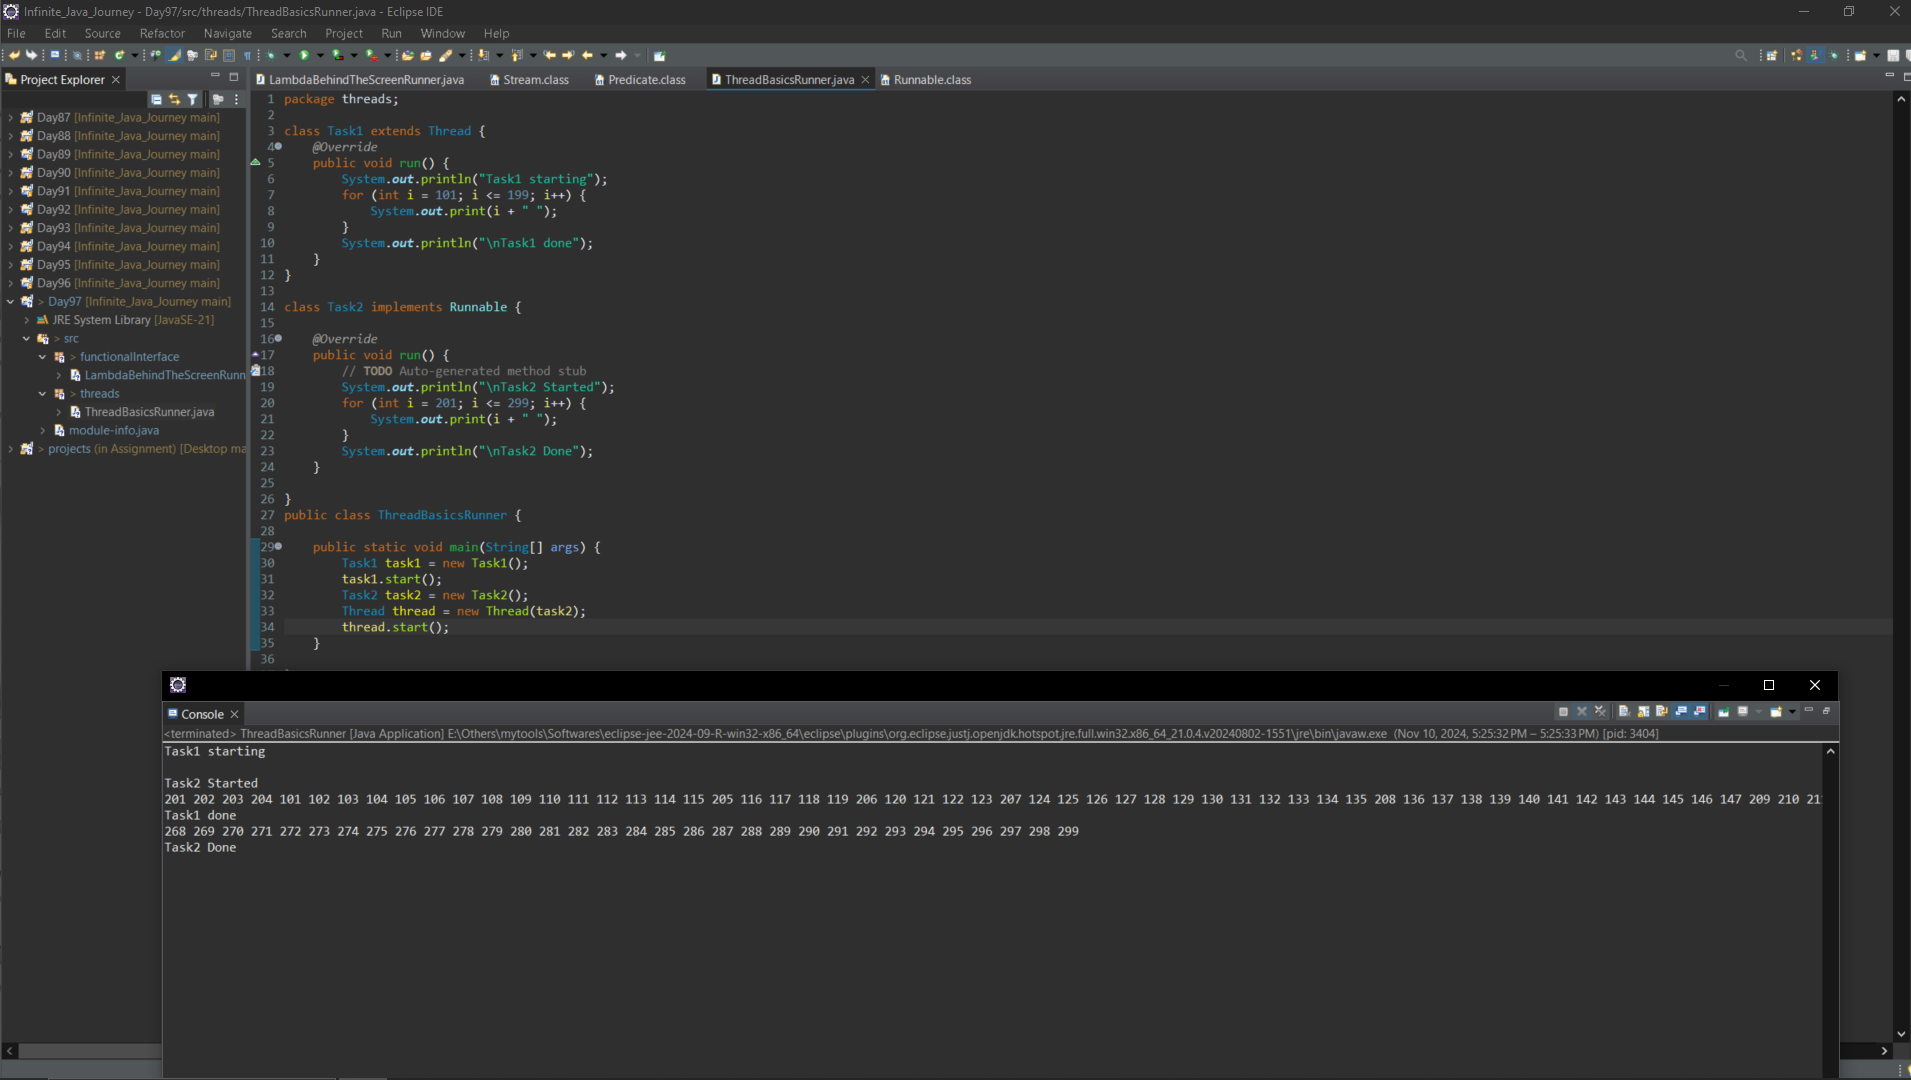 Infinite_Java_Journey - Day97/src/threads/ThreadBasicsRunner.java - Eclipse IDE
File Edit Source Refactor Navigate Search Project Run Window Help
Project Explorer
LambdaBehindTheScreenRunner.java Stream.class Predicate.class ThreadBasicsRunner.java Runnable.class
Day87 [Infinite_Java_Journey main]
Day88 [Infinite_Java_Journey main]
Day89 [Infinite_Java_Journey main]
Day90 [Infinite_Java_Journey main]
Day91 [Infinite_Java_Journey main]
Day92 [Infinite_Java_Journey main]
Day93 [Infinite_Java_Journey main]
Day94 [Infinite_Java_Journey main]
Day95 [Infinite_Java_Journey main]
Day96 [Infinite_Java_Journey main]
> Day97 [Infinite_Java_Journey main]
JRE System Library [JavaSE-21]
> src
> functionalInterface
LambdaBehindTheScreenRunn
> threads
ThreadBasicsRunner.java
module-info.java
> projects (in Assignment) [Desktop ma
1 package threads;
2
3 class Task1 extends Thread {
4 @Override
5 public void run() {
6 System.out.println("Task1 starting");
7 for (int i = 101; i <= 199; i++) {
8 System.out.print(i + " ");
9 }
10 System.out.println("\nTask1 done");
11 }
12 }
13
14 class Task2 implements Runnable {
15
16 @Override
17 public void run() {
18 // TODO Auto-generated method stub
19 System.out.println("\nTask2 Started");
20 for (int i = 201; i <= 299; i++) {
21 System.out.print(i + " ");
22 }
23 System.out.println("\nTask2 Done");
24 }
25
26 }
27 public class ThreadBasicsRunner {
28
29 public static void main(String[] args) {
30 Task1 task1 = new Task1();
31 task1.start();
32 Task2 task2 = new Task2();
33 Thread thread = new Thread(task2);
34 thread.start();
35 }
36
Console
<terminated> ThreadBasicsRunner [Java Application] E:\Others\mytools\Softwares\eclipse-jee-2024-09-R-win32-x86_64\eclipse\plugins\org.eclipse.justj.openjdk.hotspot.jre.full.win32.x86_64_21.0.4.v20240802-1551\jre\bin\javaw.exe (Nov 10, 2024, 5:25:32 PM – 5:25:33 PM) [pid: 3404]
Task1 starting
Task2 Started
201 202 203 204 101 102 103 104 105 106 107 108 109 110 111 112 113 114 115 205 116 117 118 119 206 120 121 122 123 207 124 125 126 127 128 129 130 131 132 133 134 135 208 136 137 138 139 140 141 142 143 144 145 146 147 209 210 211
Task1 done
268 269 270 271 272 273 274 275 276 277 278 279 280 281 282 283 284 285 286 287 288 289 290 291 292 293 294 295 296 297 298 299
Task2 Done